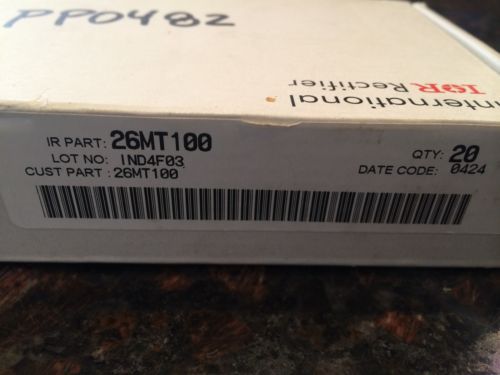 PP0482
International
IOR Rectifier
IR PART: 26MT100
LOT NO: IND4F03
CUST PART : 26MT100
QTY: 20
DATE CODE: 0424